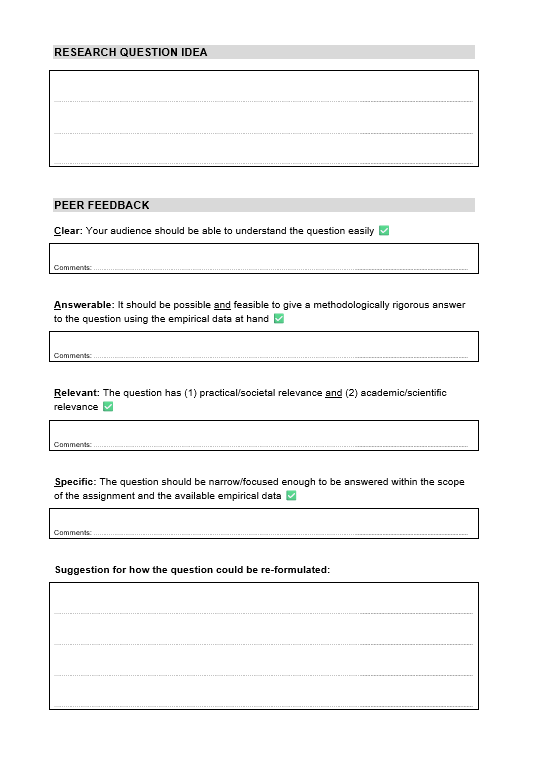 RESEARCH QUESTION IDEA
PEER FEEDBACK
Clear: Your audience should be able to understand the question easily ✅
Comments:
Answerable: It should be possible and feasible to give a methodologically rigorous answer
to the question using the empirical data at hand ✅
Comments:
Relevant: The question has (1) practical/societal relevance and (2) academic/scientific
relevance ✅
Comments:
Specific: The question should be narrow/focused enough to be answered within the scope
of the assignment and the available empirical data ✅
Comments:
Suggestion for how the question could be re-formulated: